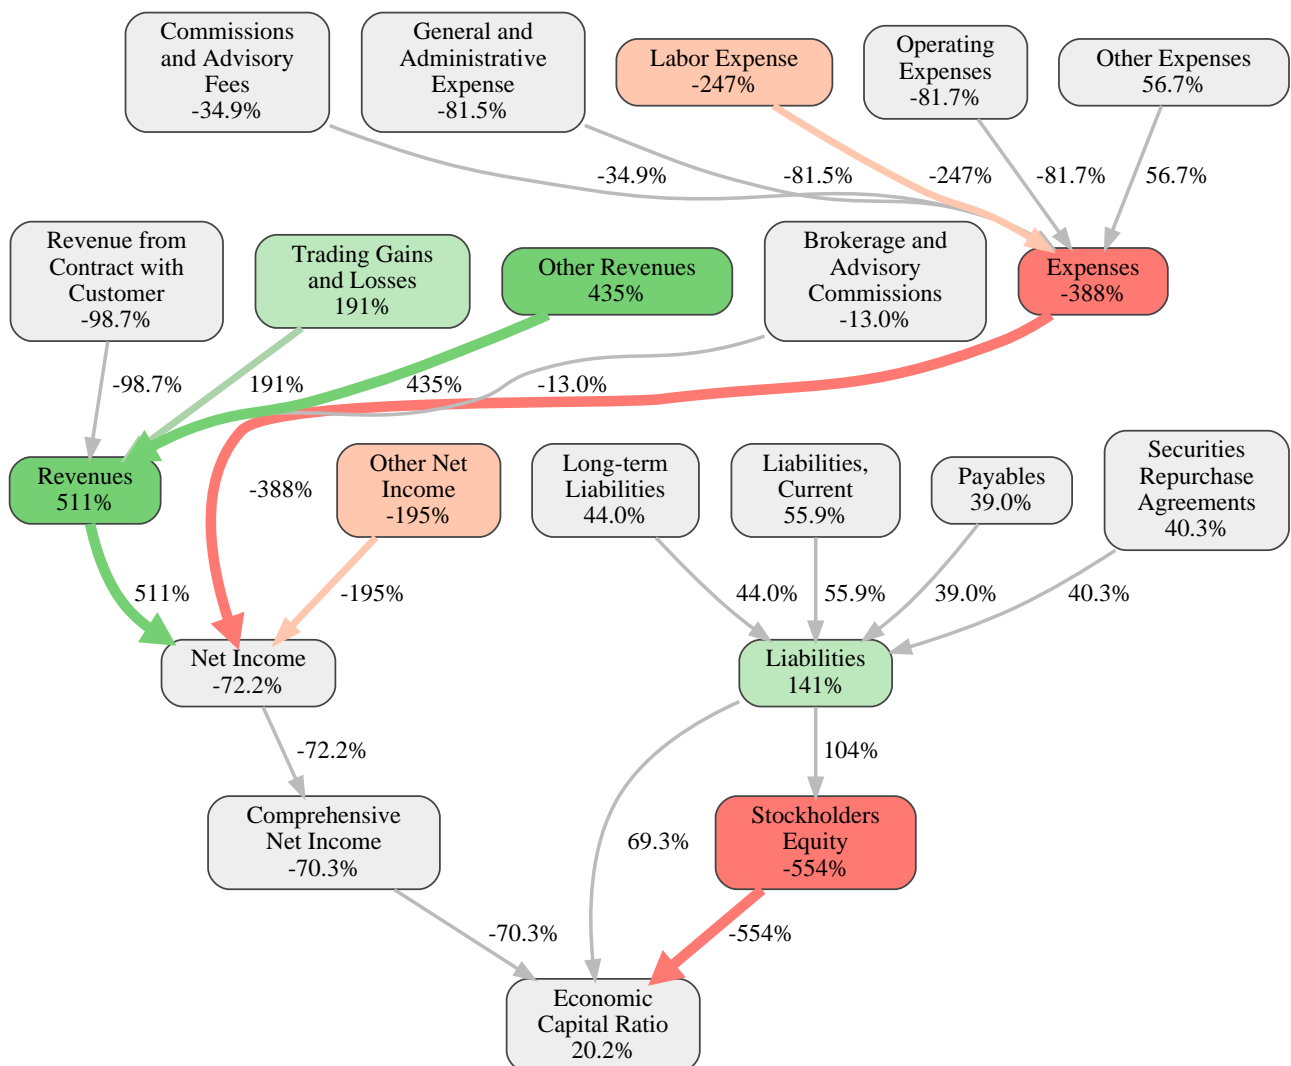 Commissions
and Advisory
Fees
-34.9%
General and
Administrative
Expense
-81.5%
Labor Expense
-247%
Operating
Expenses
-81.7%
Other Expenses
56.7%
-34.9%
-81.5%
-247%
-81.7%
56.7%
Revenue from
Contract with
Customer
-98.7%
Trading Gains
and Losses
191%
Other Revenues
435%
Brokerage and
Advisory
Commissions
-13.0%
Expenses
-388%
-98.7%
191%
435%
-13.0%
Revenues
511%
-388%
Other Net
Income
-195%
Long-term
Liabilities
44.0%
Liabilities,
Current
55.9%
Payables
39.0%
Securities
Repurchase
Agreements
40.3%
511%
-195%
44.0%
55.9%
39.0%
40.3%
Net Income
-72.2%
Liabilities
141%
-72.2%
104%
Comprehensive
Net Income
-70.3%
69.3%
Stockholders
Equity
-554%
-70.3%
-554%
Economic
Capital Ratio
20.2%